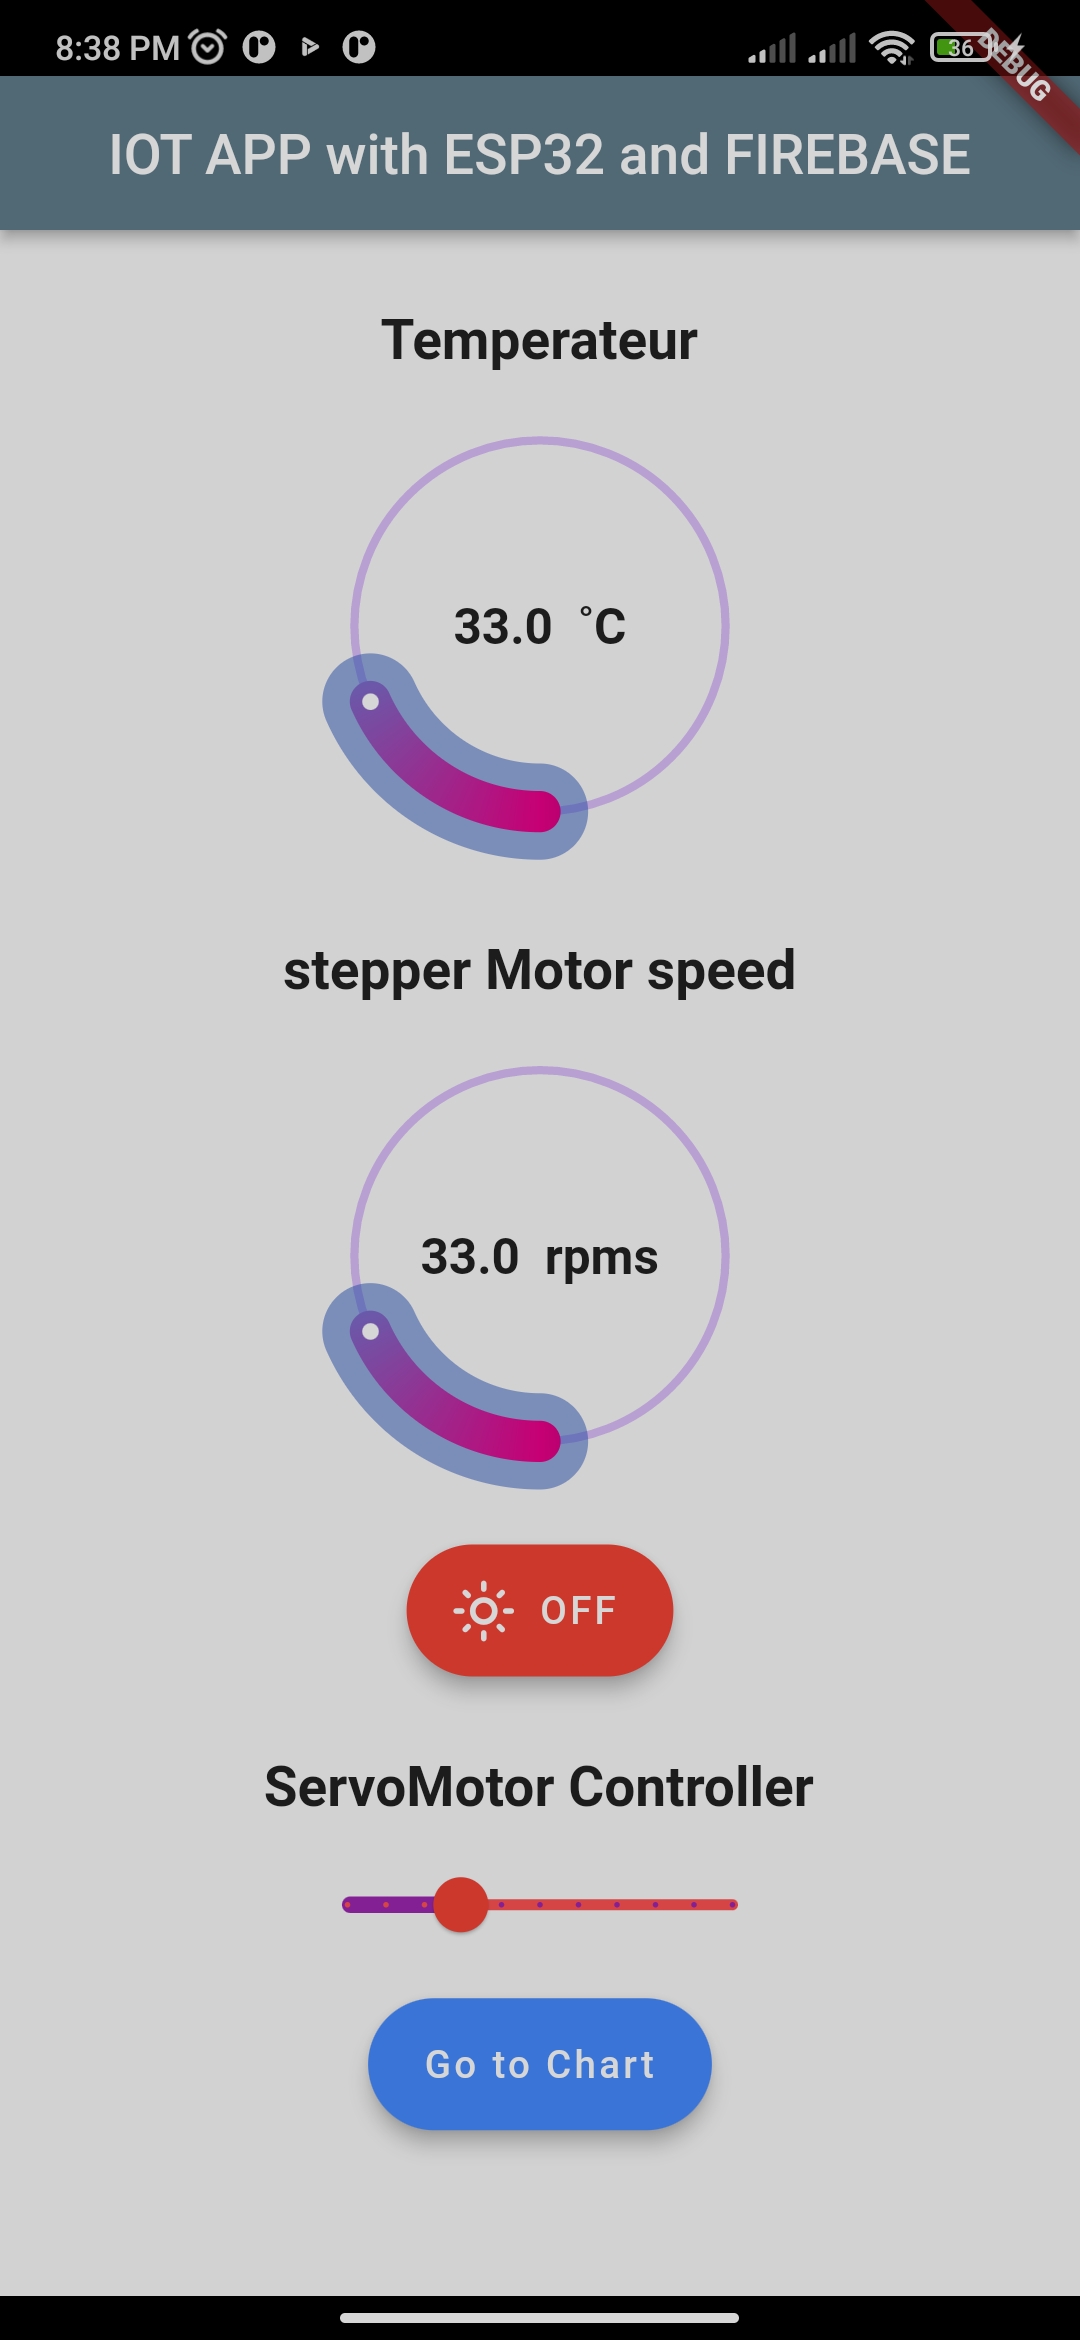 8:38 PM
36
DEBUG
IOT APP with ESP32 and FIREBASE
Temperateur
33.0 °C
stepper Motor speed
33.0 rpms
OFF
ServoMotor Controller
Go to Chart